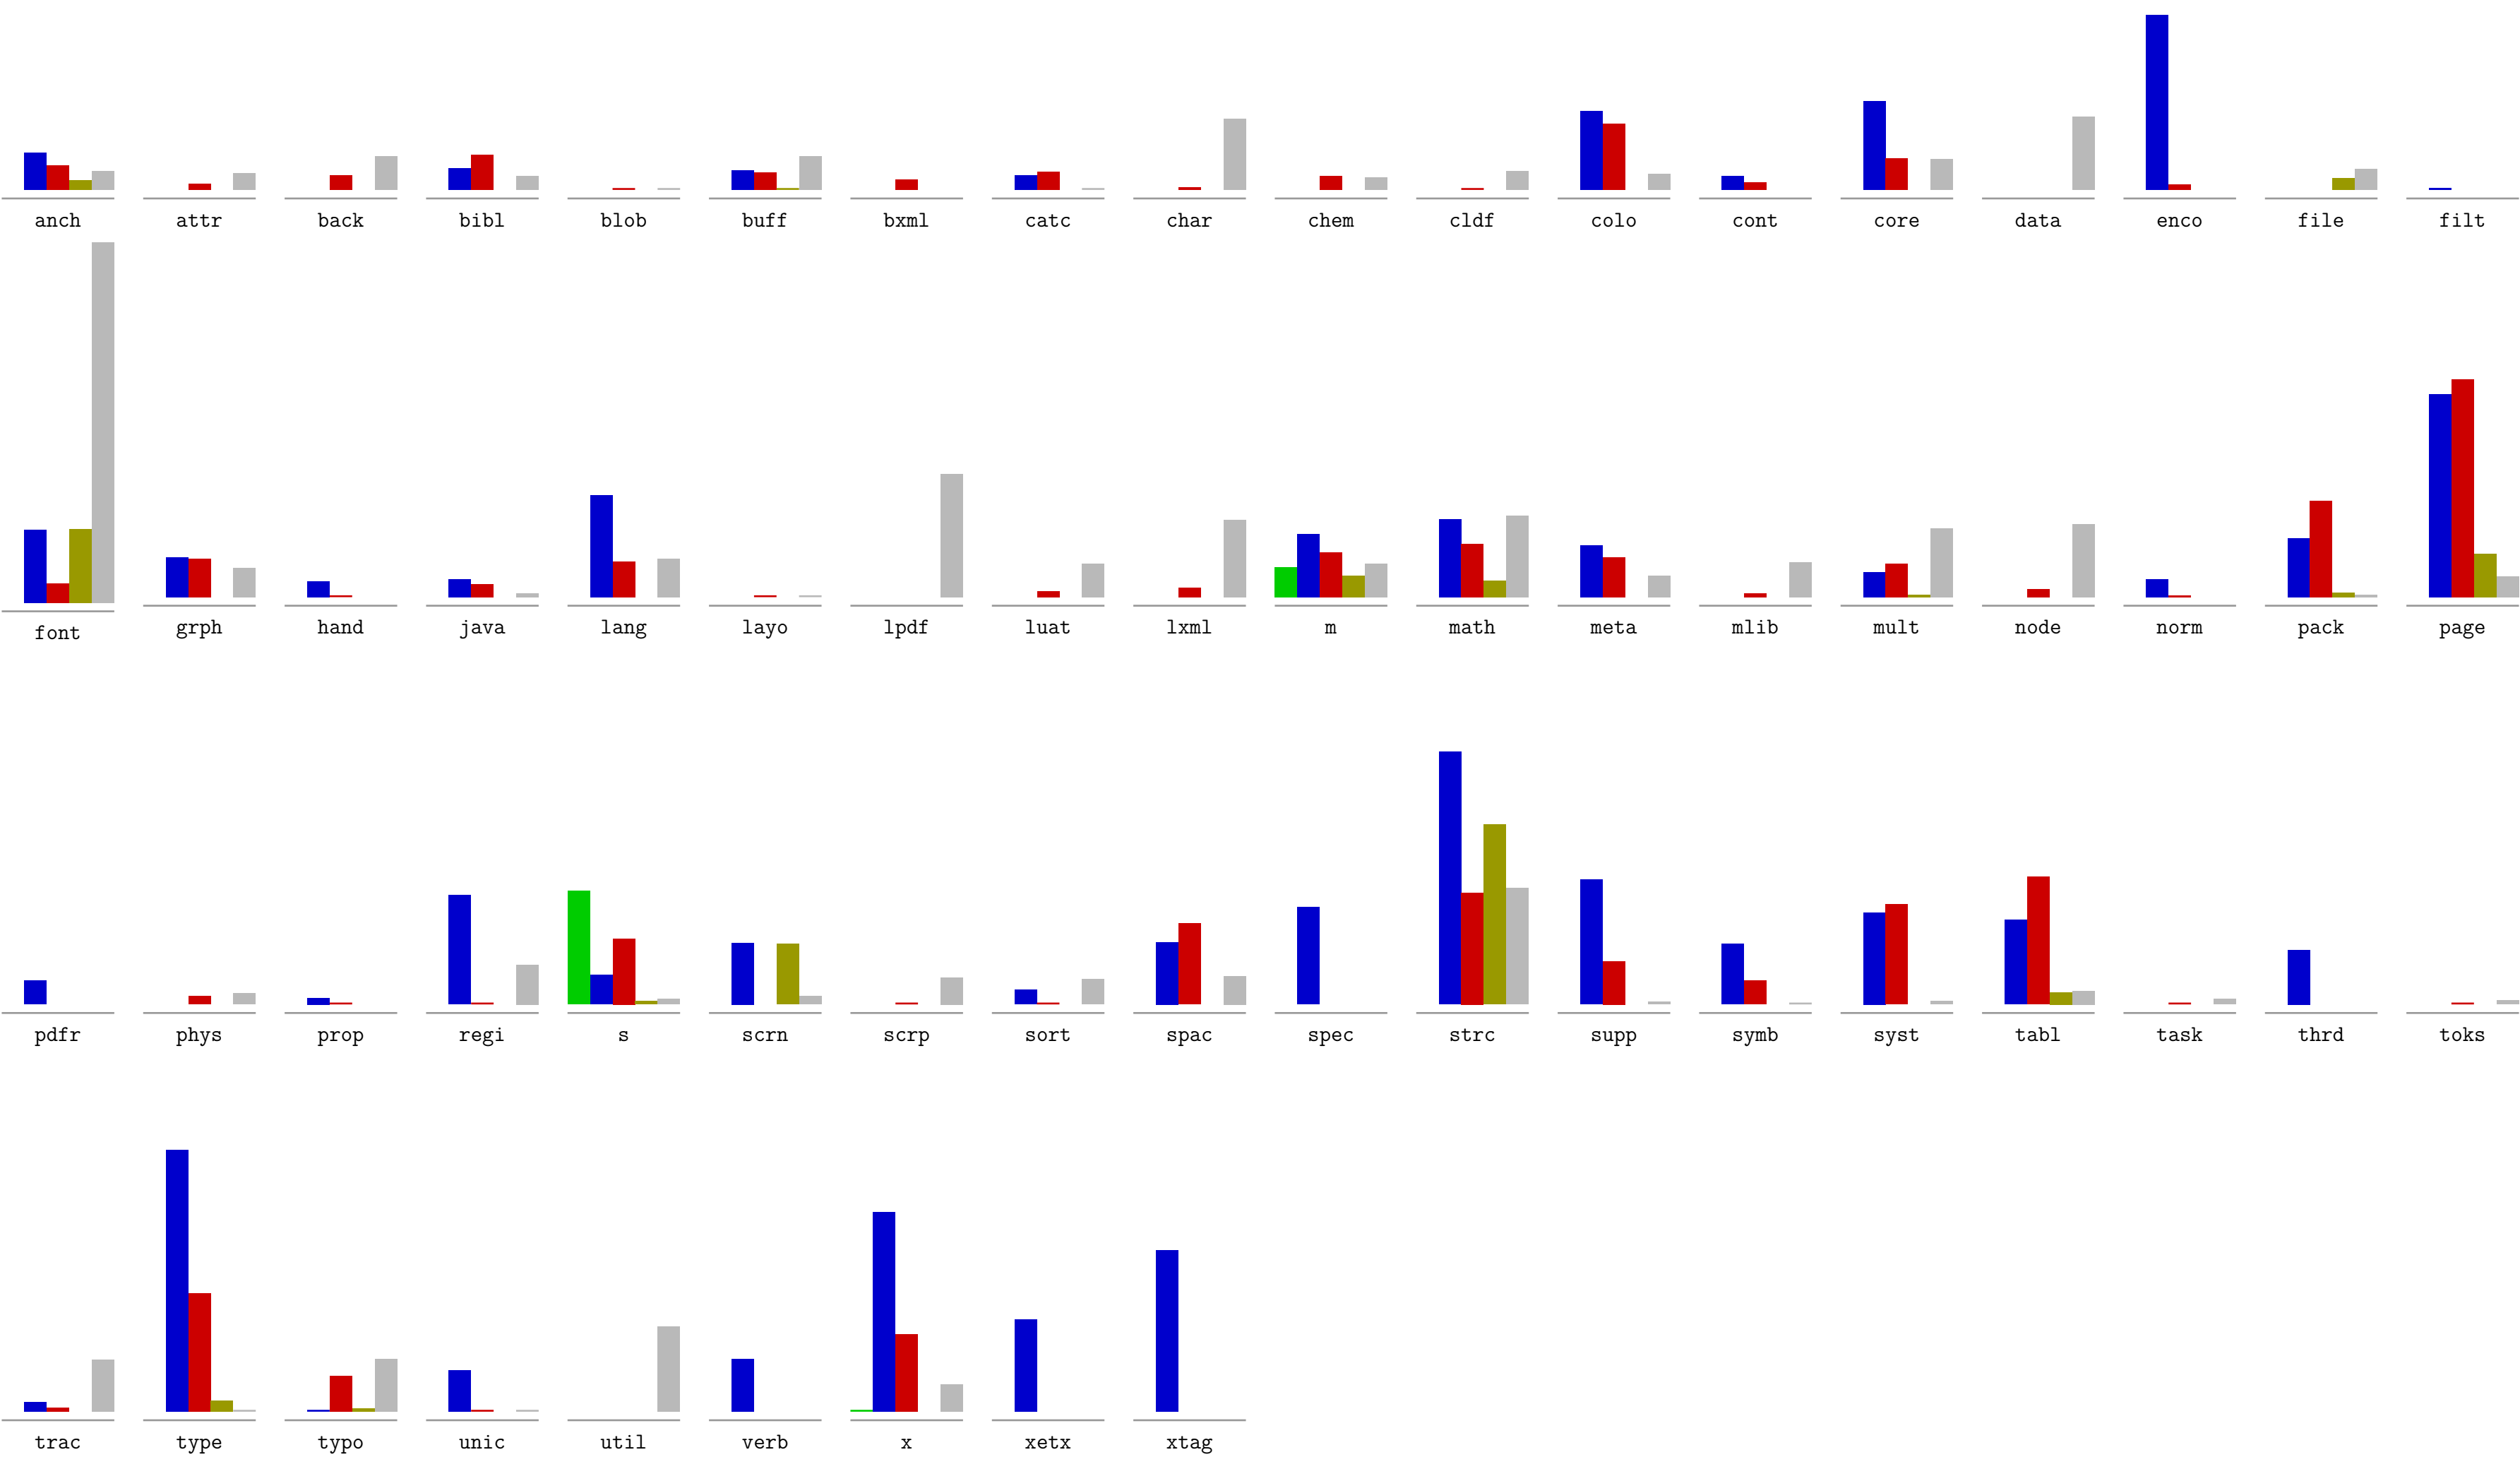 anch attr back bibl blob buff bxml catc char chem cldf colo cont core data enco file filt
font grph hand java lang layo lpdf luat lxml m math meta mlib mult node norm pack page
pdfr phys prop regi s scrn scrp sort spac spec strc supp symb syst tabl task thrd toks
trac type typo unic util verb x xetx xtag